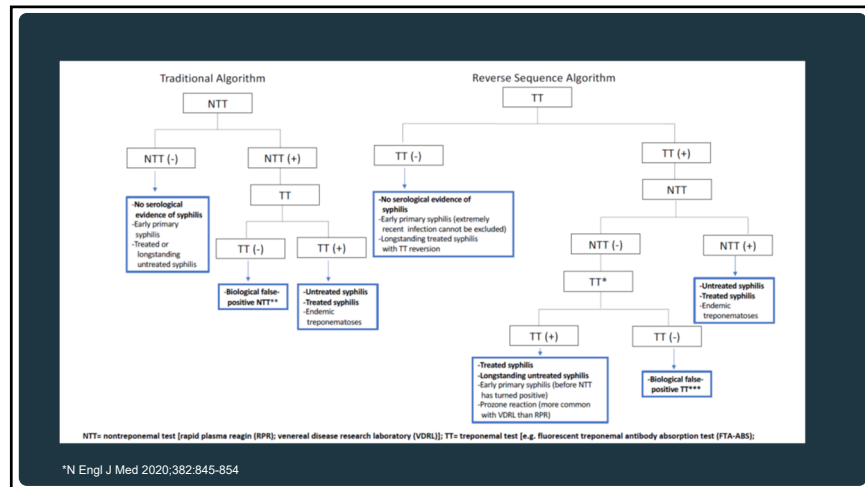 Traditional Algorithm
NTT
NTT (-)
NTT (+)
-No serological
evidence of syphilis
-Early primary
syphilis
-Treated or
longstanding
untreated syphilis
TT
TT (-)
TT (+)
-Biological false-
positive NTT**
-Untreated syphilis
-Treated syphilis
-Endemic
treponematoses
Reverse Sequence Algorithm
TT
TT (-)
TT (+)
-No serological evidence of
syphilis
-Early primary syphilis (extremely
recent infection cannot be excluded)
-Longstanding treated syphilis
with TT reversion
NTT
NTT (-)
NTT (+)
TT*
-Untreated syphilis
-Treated syphilis
-Endemic
treponematoses
TT (+)
TT (-)
-Treated syphilis
-Longstanding untreated syphilis
-Early primary syphilis (before NTT
has turned positive)
-Prozone reaction (more common
with VDRL than RPR)
-Biological false-
positive TT***
NTT= nontreponemal test [rapid plasma reagin (RPR); venereal disease research laboratory (VDRL)]; TT= treponemal test [e.g. fluorescent treponemal antibody absorption test (FTA-ABS);
*N Engl J Med 2020;382:845-854